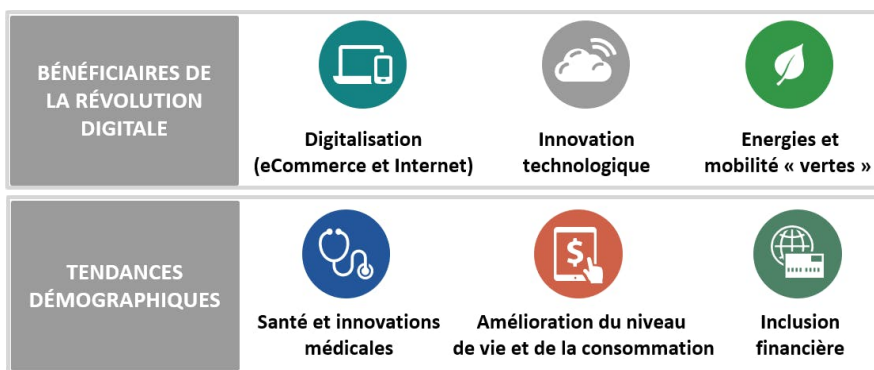 BÉNÉFICIAIRES DE
LA RÉVOLUTION
DIGITALE
Digitalisation
(eCommerce et Internet)
Innovation
technologique
Energies et
mobilité « vertes »
TENDANCES
DÉMOGRAPHIQUES
$
Santé et innovations
médicales
Amélioration du niveau
de vie et de la consommation
Inclusion
financière